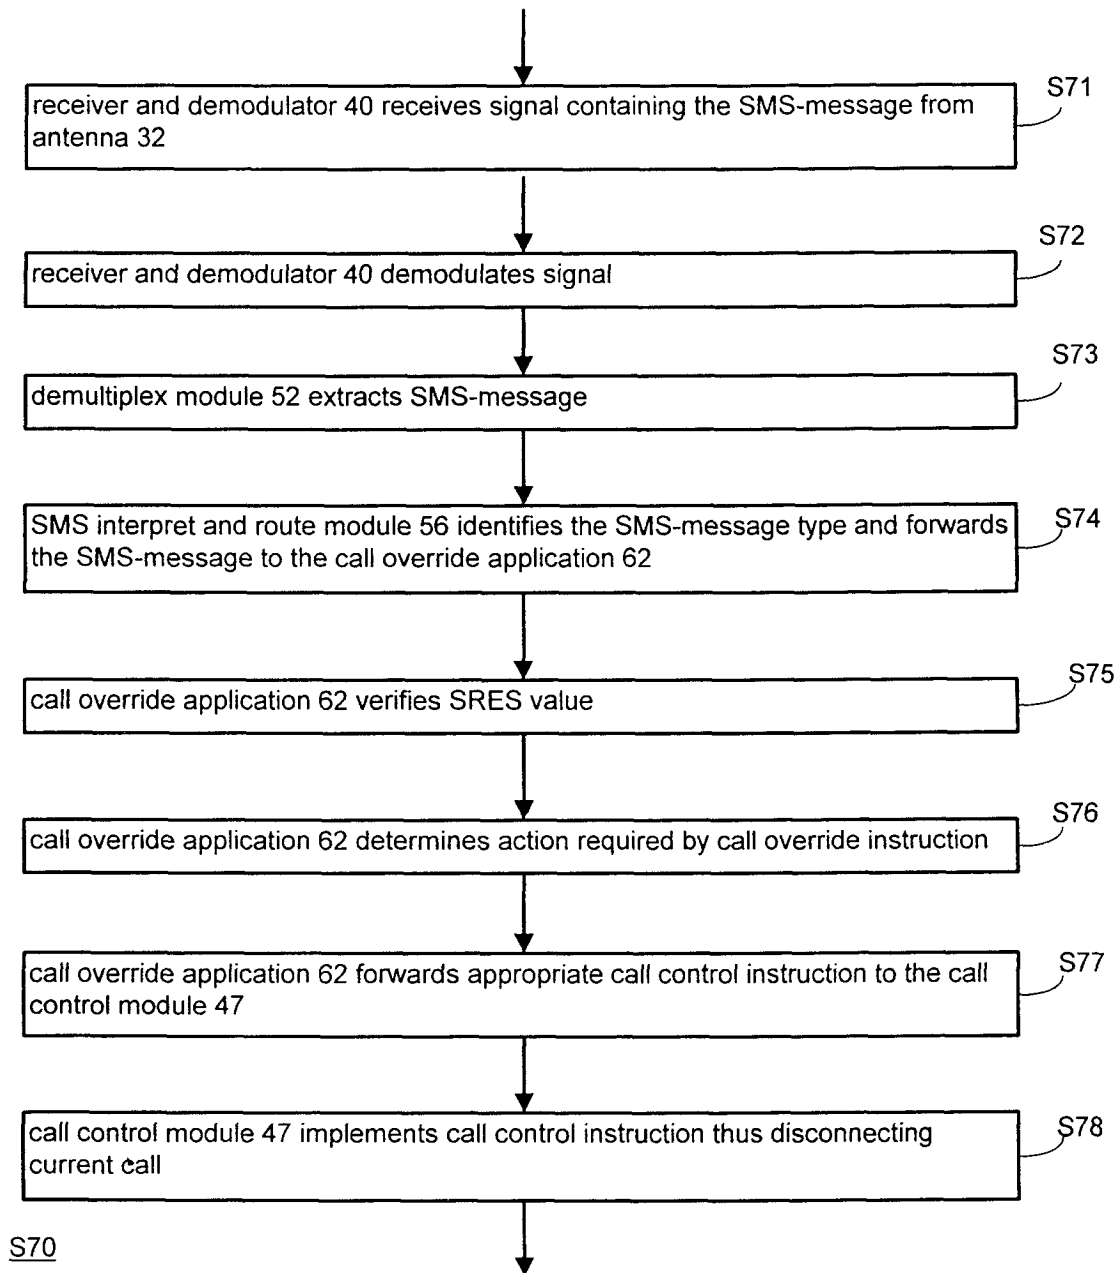 S71
receiver and demodulator 40 receives signal containing the SMS-message from
antenna 32
S72
receiver and demodulator 40 demodulates signal
S73
demultiplex module 52 extracts SMS-message
S74
SMS interpret and route module 56 identifies the SMS-message type and forwards
the SMS-message to the call override application 62
S75
call override application 62 verifies SRES value
S76
call override application 62 determines action required by call override instruction
S77
call override application 62 forwards appropriate call control instruction to the call
control module 47
S78
call control module 47 implements call control instruction thus disconnecting
current call
S70